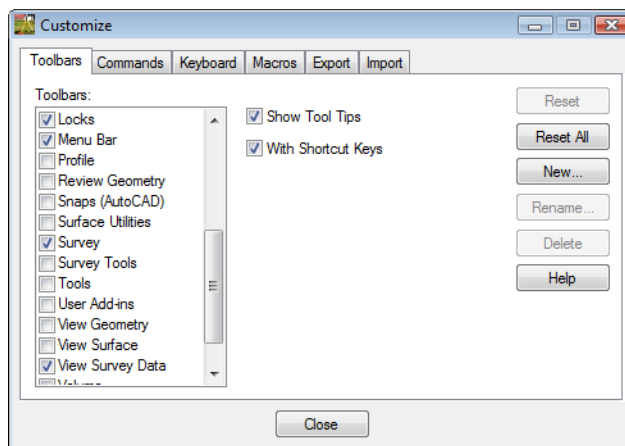 Customize
Toolbars Commands Keyboard Macros Export Import
Toolbars:
Locks
Menu Bar
Profile
Review Geometry
Snaps (AutoCAD)
Surface Utilities
Survey
Survey Tools
Tools
User Add-ins
View Geometry
View Surface
View Survey Data
Show Tool Tips
With Shortcut Keys
Reset
Reset All
New...
Rename...
Delete
Help
Close